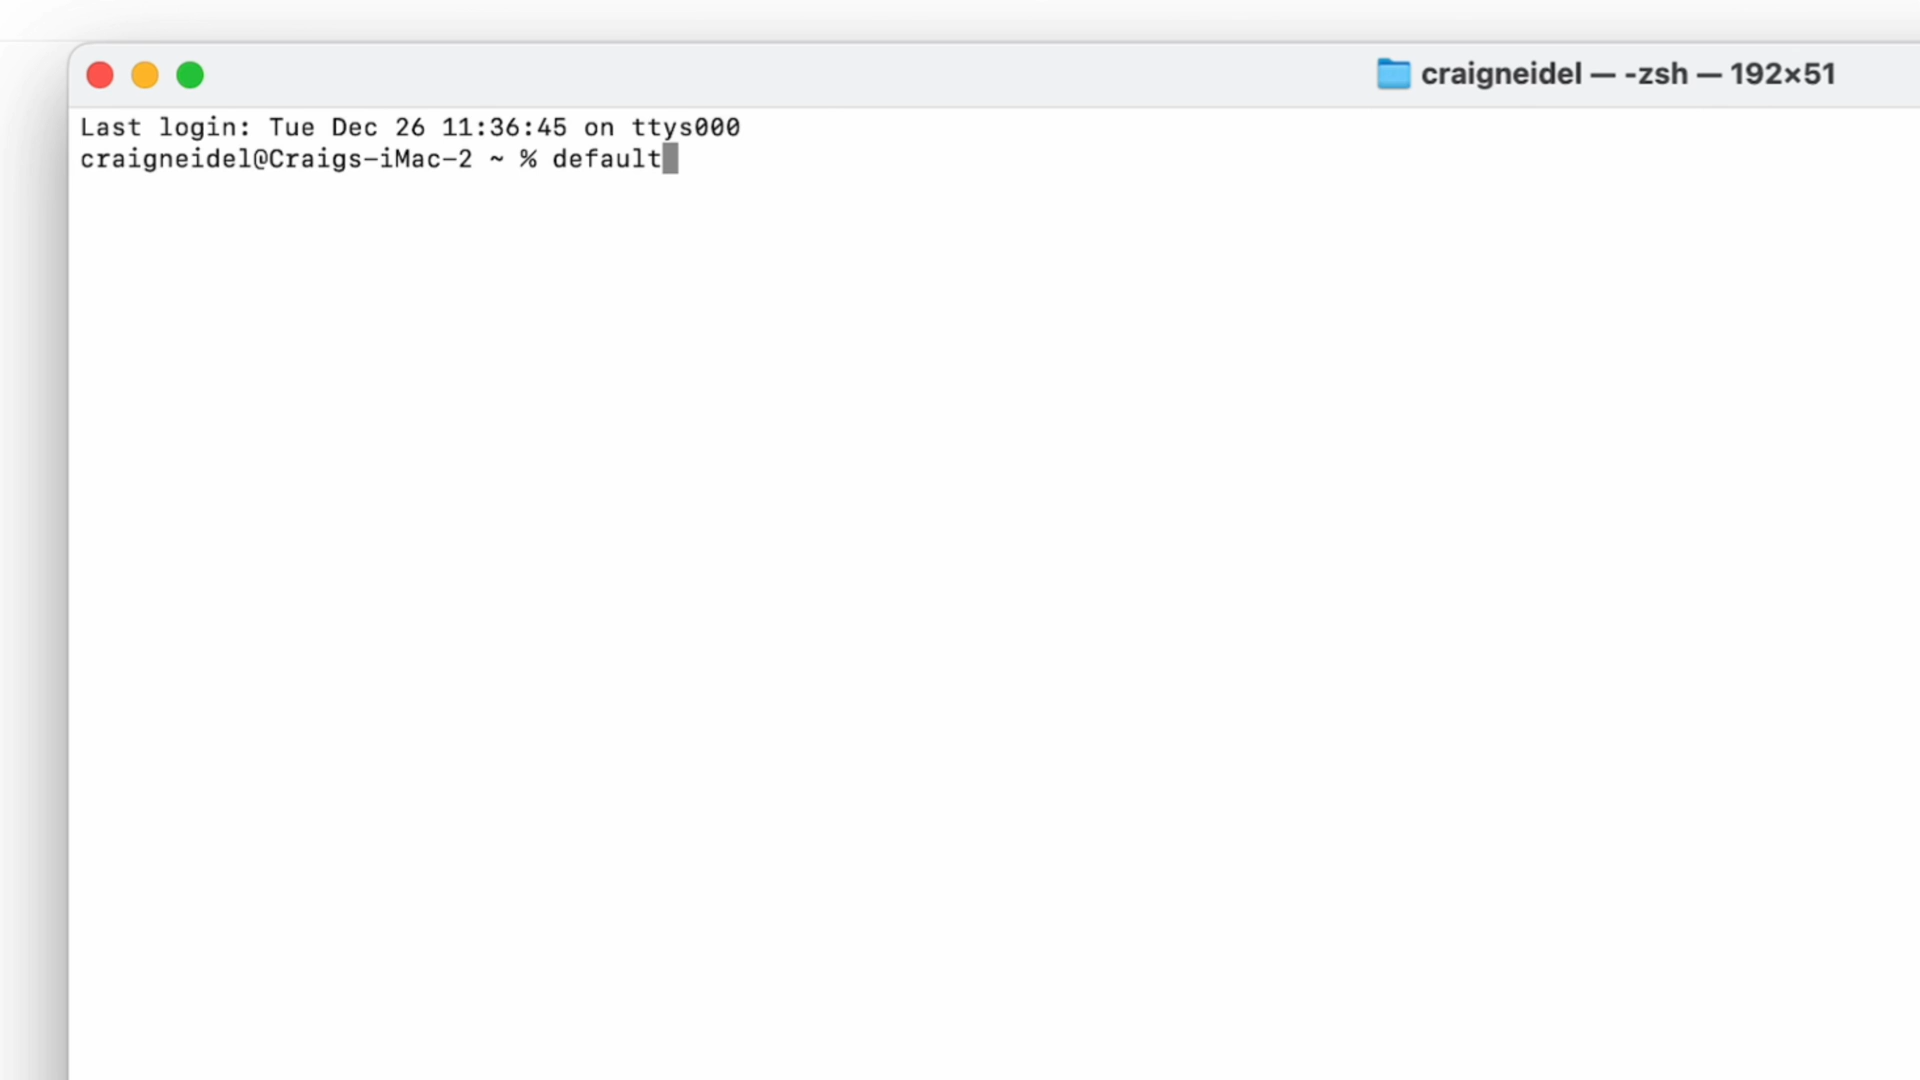 craigneidel — -zsh — 192×51
Last login: Tue Dec 26 11:36:45 on ttys000
craigneidel@Craigs-iMac-2 ~ % default